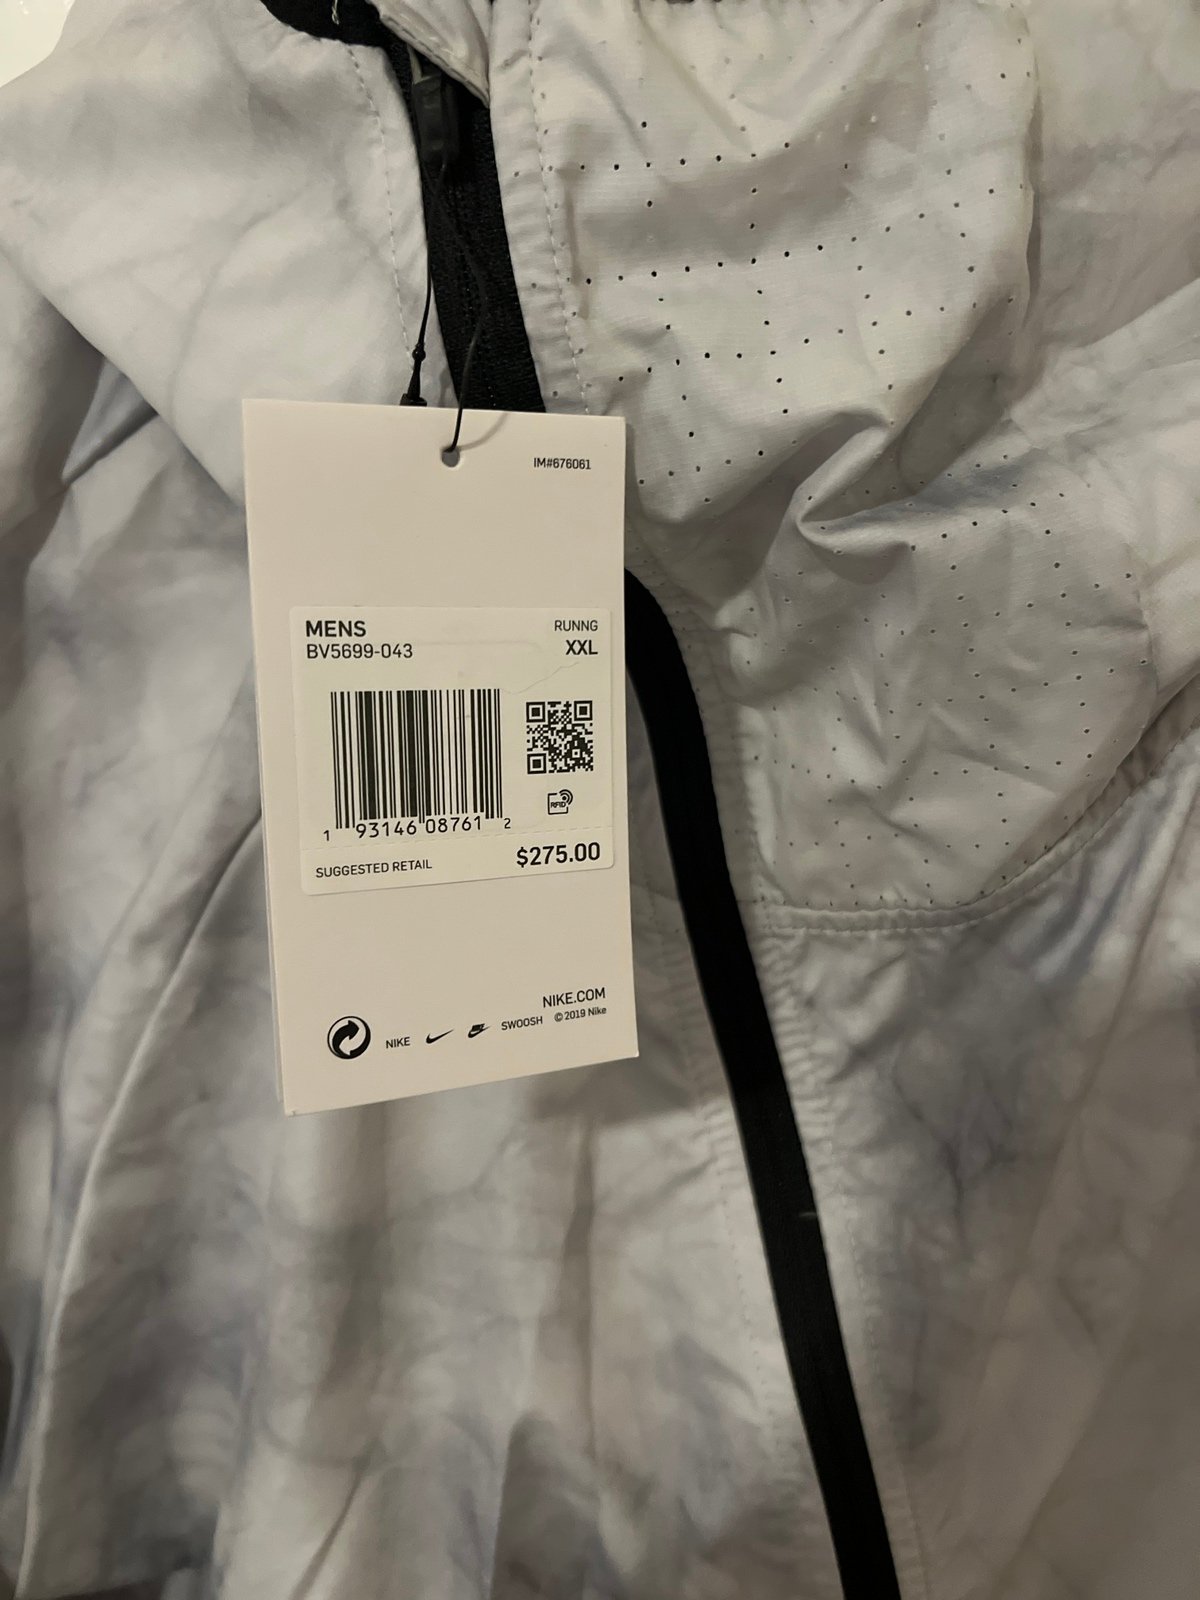 IM#676061
MENS
RUNNG
BV5699-043
XXL
RFID
1 93146 08761 2
SUGGESTED RETAIL
$275.00
NIKE.COM
NIKE
SWOOSH
© 2019 Nike